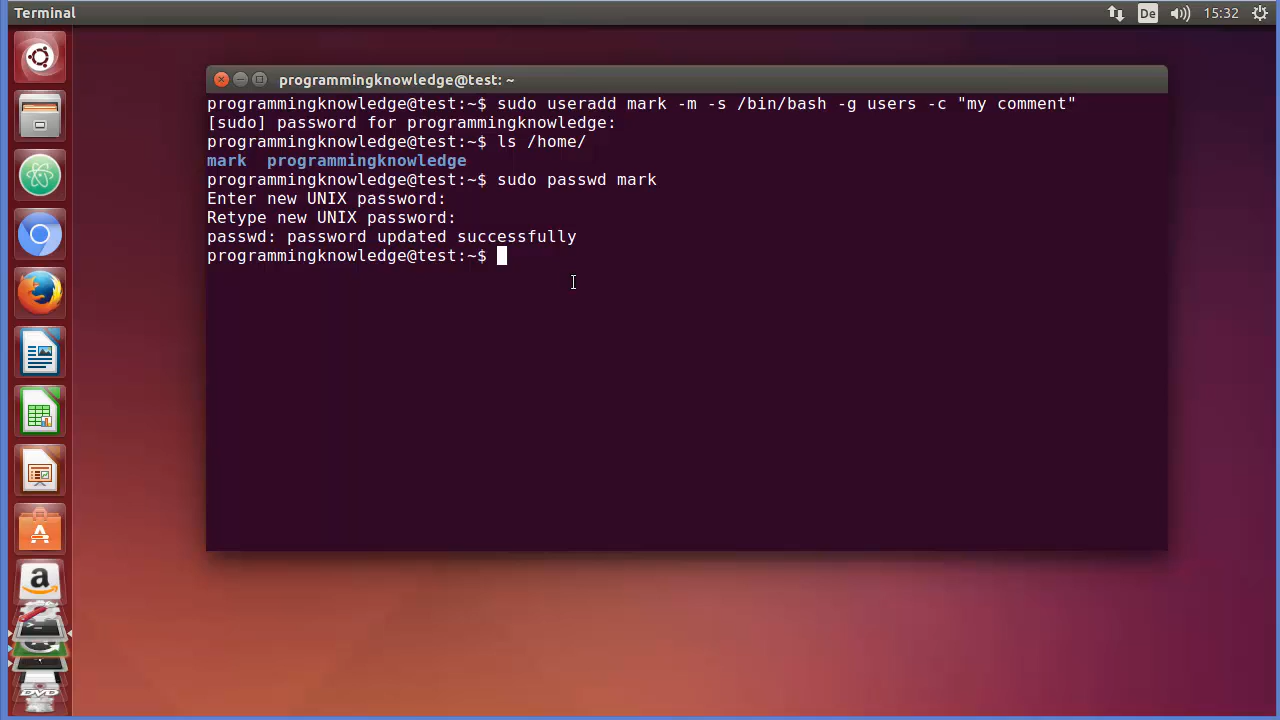 Terminal
De
15:32
programmingknowledge@test: ~
programmingknowledge@test:~$ sudo useradd mark -m -s /bin/bash -g users -c "my comment"
[sudo] password for programmingknowledge:
programmingknowledge@test:~$ ls /home/
mark  programmingknowledge
programmingknowledge@test:~$ sudo passwd mark
Enter new UNIX password:
Retype new UNIX password:
passwd: password updated successfully
programmingknowledge@test:~$